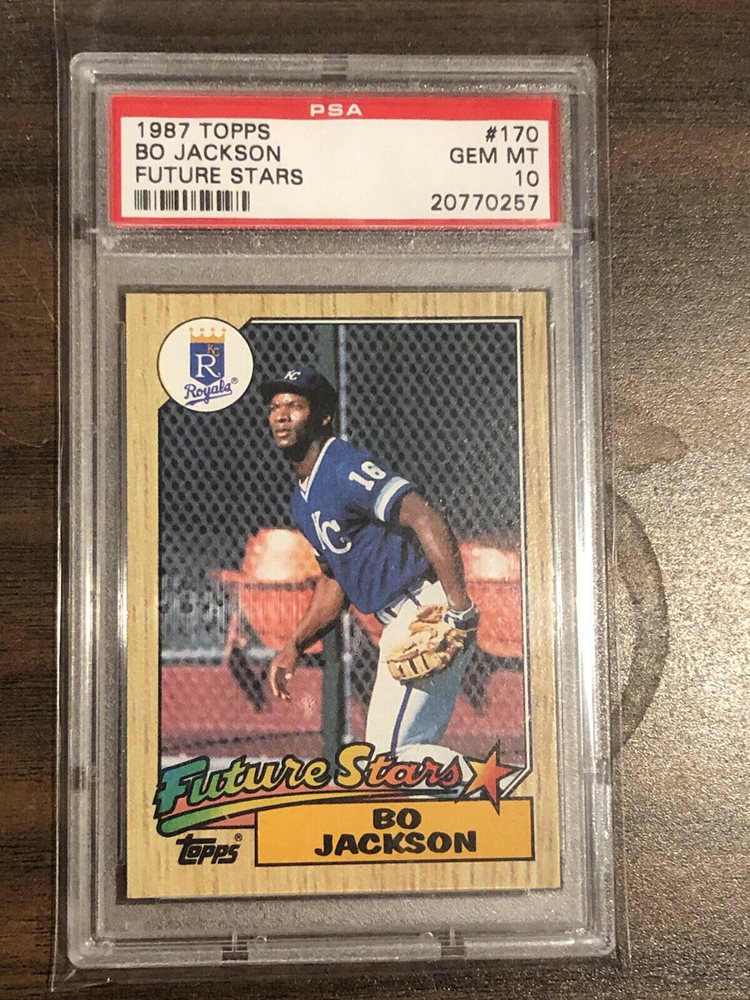 PSA
1987 TOPPS #170
BO JACKSON GEM MT
FUTURE STARS 10
20770257
KC
R
Royals®
KC
16
KC
Future Stars
topps®
BO
JACKSON